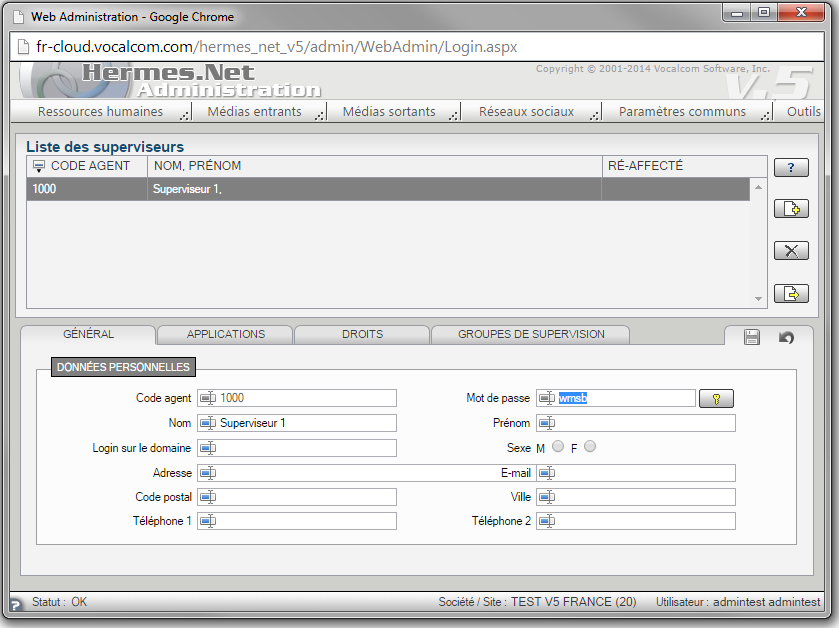 Web Administration - Google Chrome
fr-cloud.vocalcom.com/hermes_net_v5/admin/WebAdmin/Login.aspx
Hermes.Net
Administration
Copyright © 2001-2014 Vocalcom Software, Inc.
v.5
Ressources humaines Médias entrants Médias sortants Réseaux sociaux Paramètres communs Outils
Liste des superviseurs
CODE AGENT NOM, PRÉNOM RÉ-AFFECTÉ
1000 Superviseur 1,
?
GÉNÉRAL APPLICATIONS DROITS GROUPES DE SUPERVISION
DONNÉES PERSONNELLES
Code agent 1000 Mot de passe wmsb
Nom Superviseur 1 Prénom
Login sur le domaine Sexe M F
Adresse E-mail
Code postal Ville
Téléphone 1 Téléphone 2
? Statut : OK Société / Site : TEST V5 FRANCE (20) Utilisateur : admintest admintest